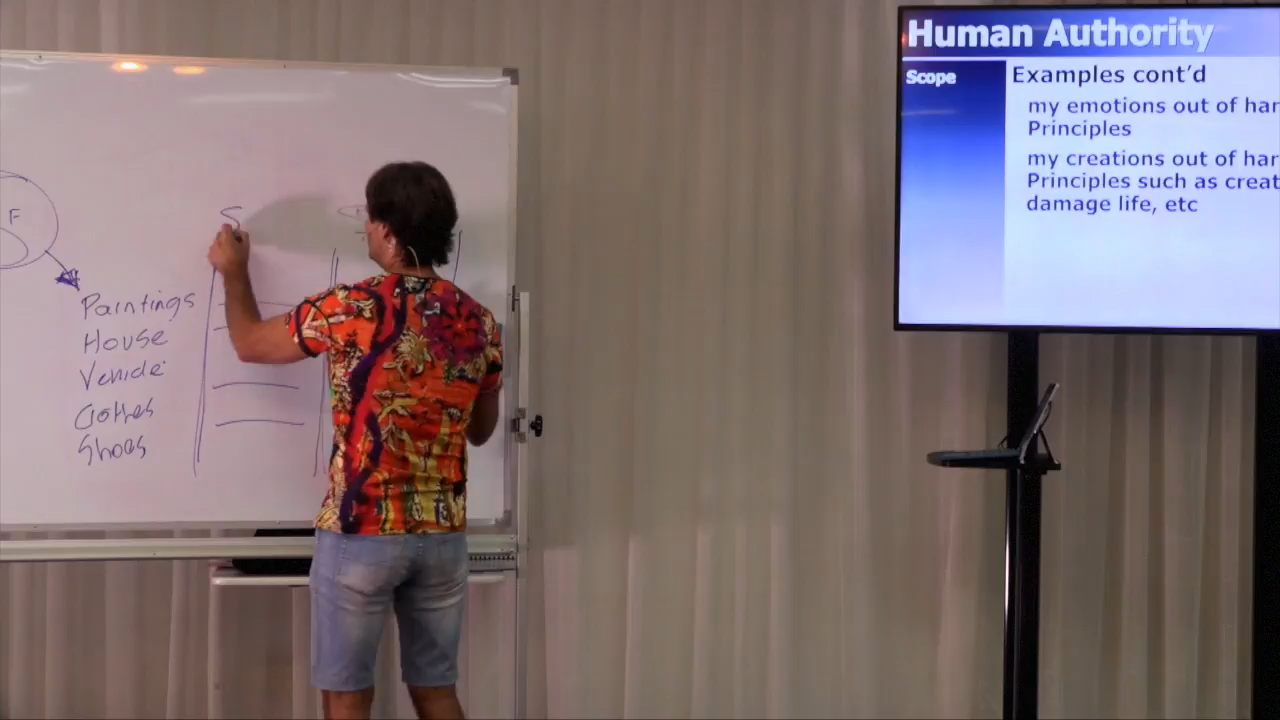 F
S
Paintings
House
Vehicle
Clothes
Shoes
Human Authority
Scope
Examples cont'd
my emotions out of har
Principles
my creations out of har
Principles such as creat
damage life, etc